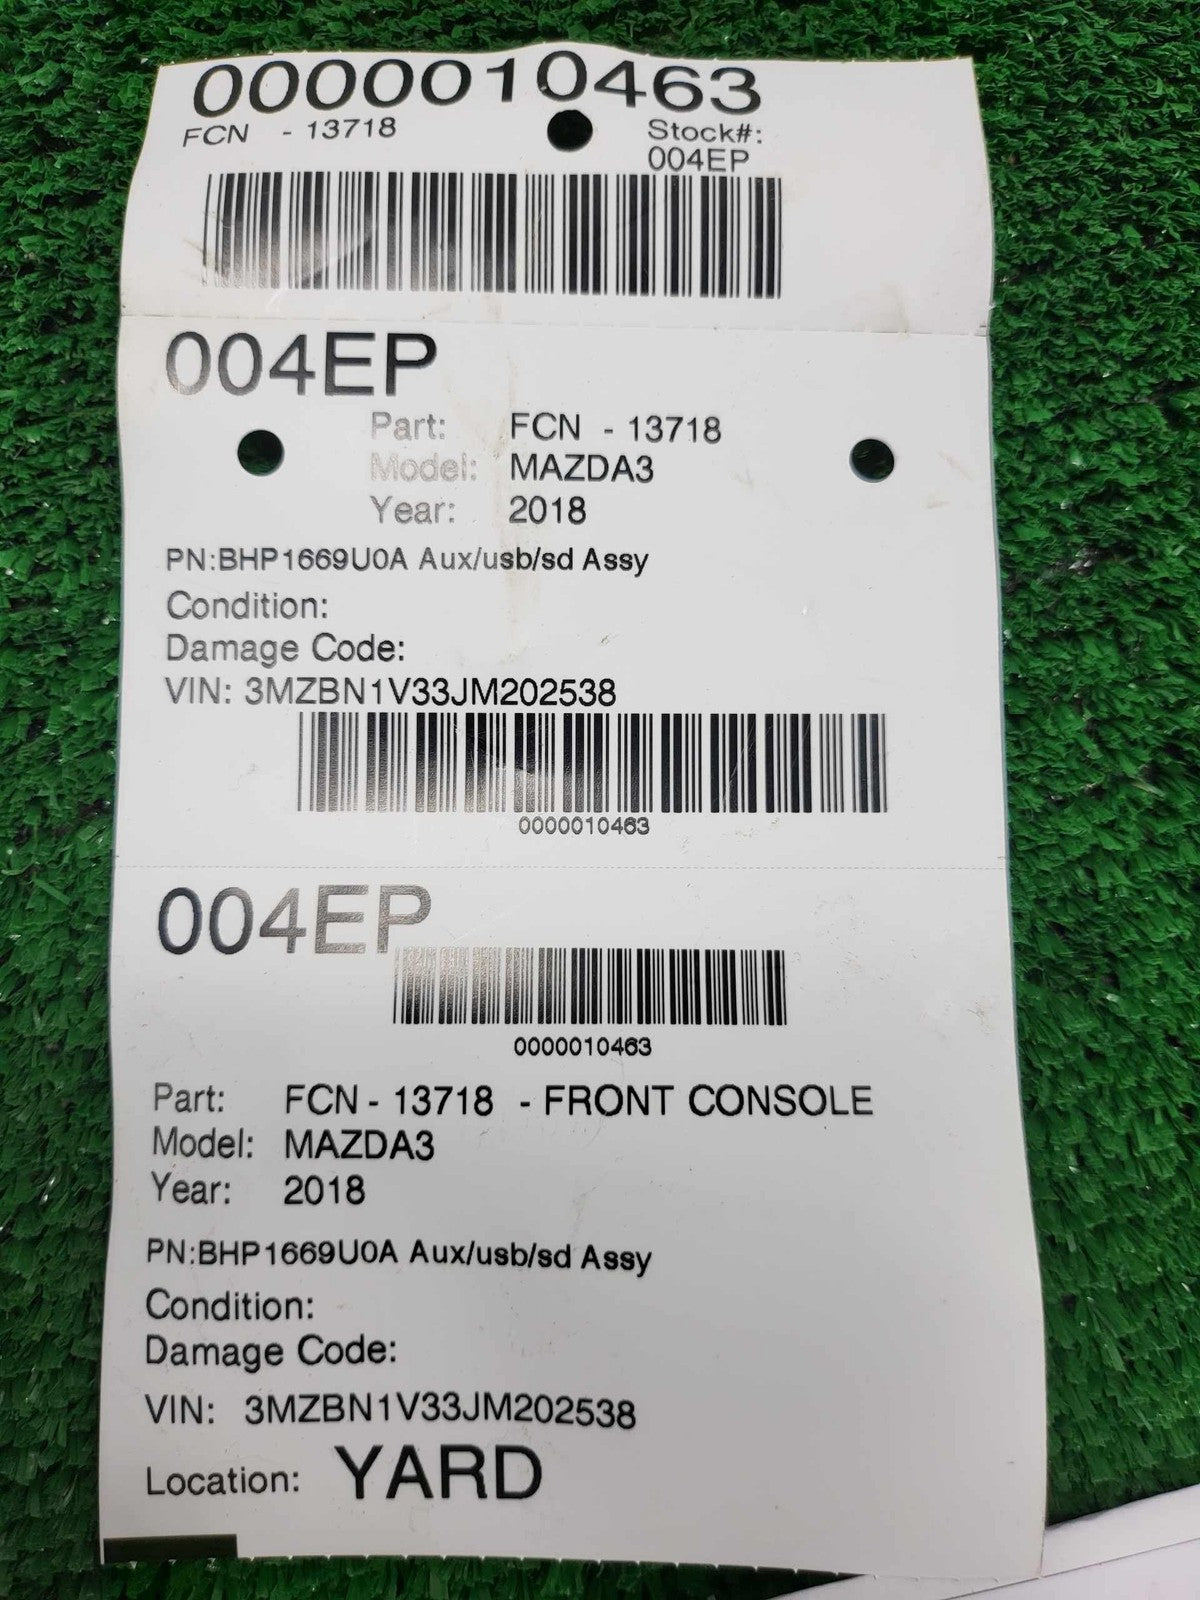 0000010463
FCN - 13718
Stock#:
004EP
004EP
Part: FCN - 13718
Model: MAZDA3
Year: 2018
PN:BHP1669U0A Aux/usb/sd Assy
Condition:
Damage Code:
VIN: 3MZBN1V33JM202538
0000010463
004EP
0000010463
Part: FCN - 13718 - FRONT CONSOLE
Model: MAZDA3
Year: 2018
PN:BHP1669U0A Aux/usb/sd Assy
Condition:
Damage Code:
VIN: 3MZBN1V33JM202538
Location: YARD